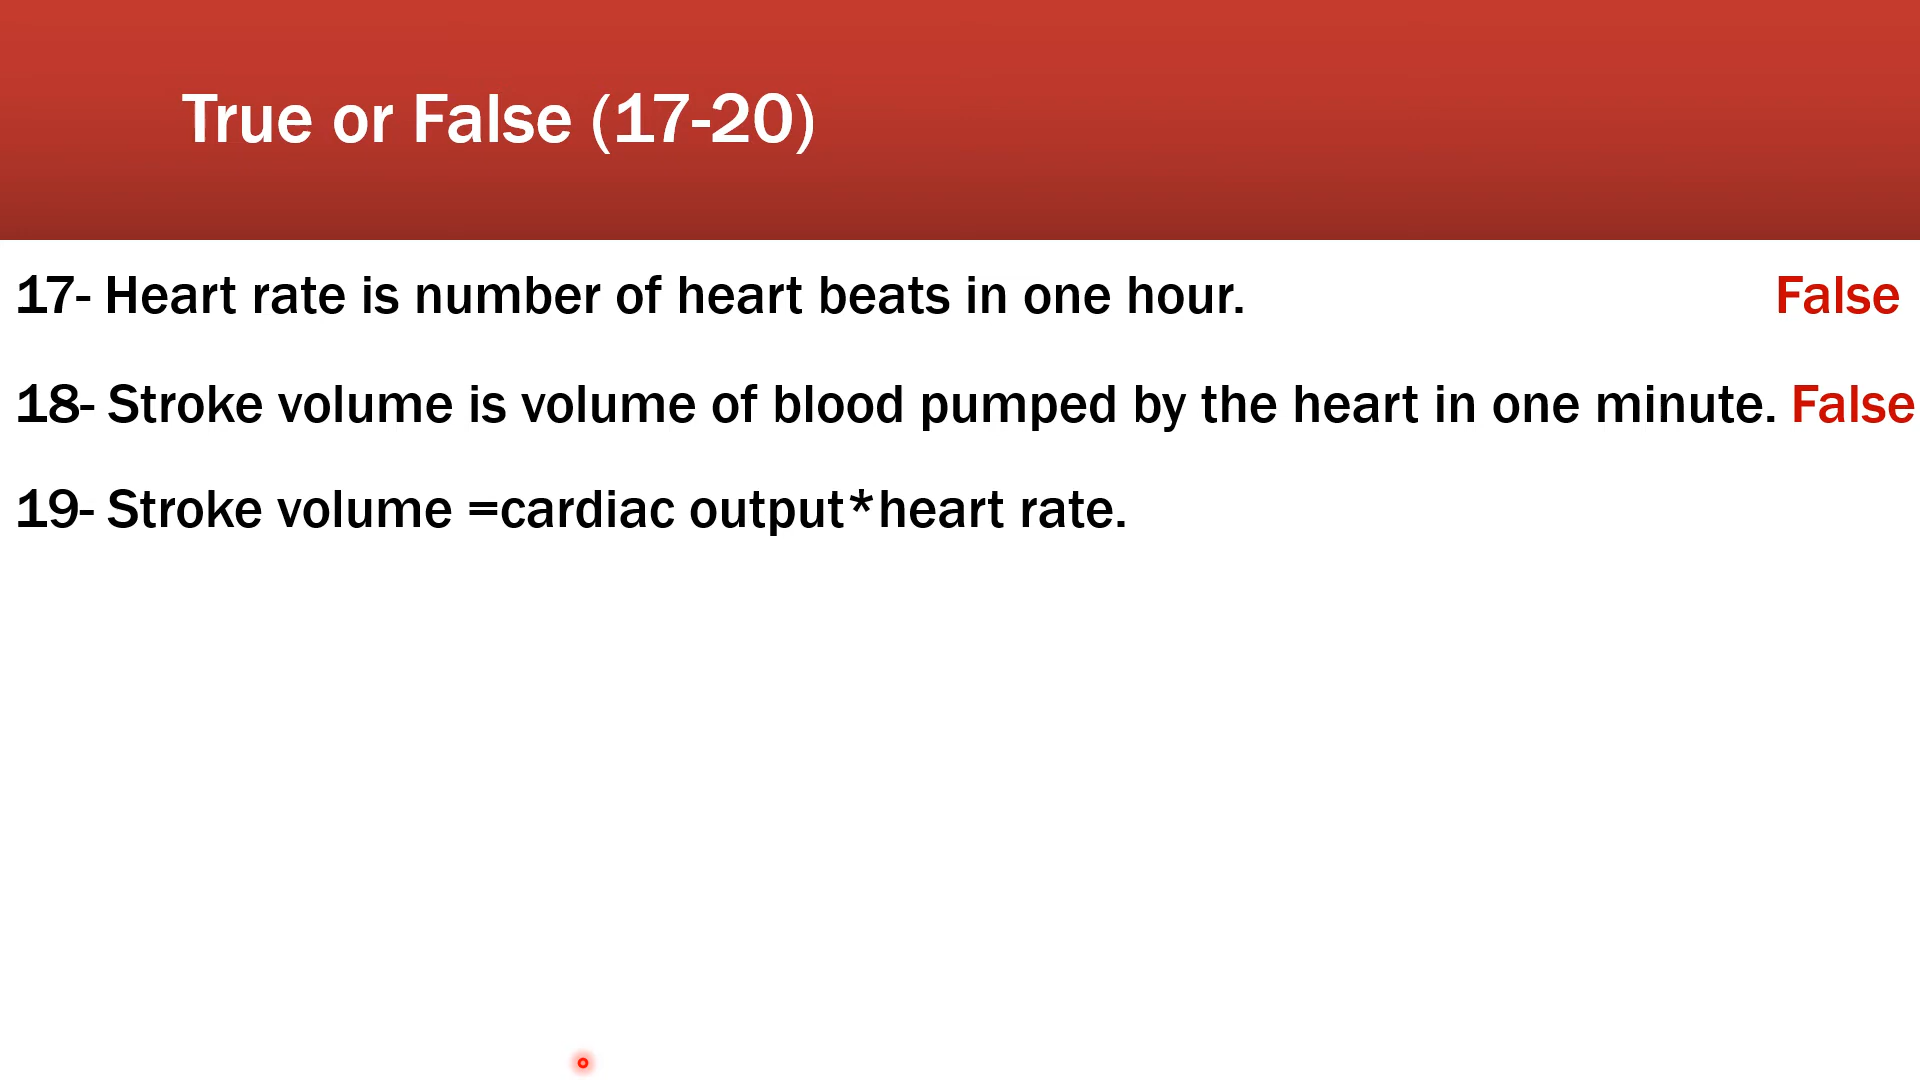 True or False (17-20)
17- Heart rate is number of heart beats in one hour. False
18- Stroke volume is volume of blood pumped by the heart in one minute. False
19- Stroke volume =cardiac output*heart rate.